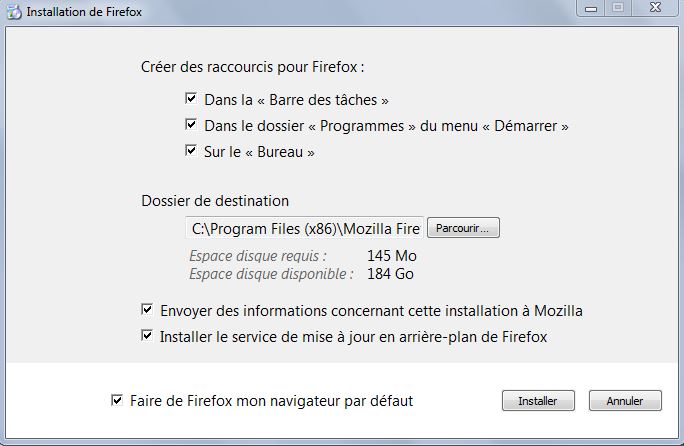 Installation de Firefox
Créer des raccourcis pour Firefox :
Dans la « Barre des tâches »
Dans le dossier « Programmes » du menu « Démarrer »
Sur le « Bureau »
Dossier de destination
C:\Program Files (x86)\Mozilla Fire Parcourir...
Espace disque requis : 145 Mo
Espace disque disponible : 184 Go
Envoyer des informations concernant cette installation à Mozilla
Installer le service de mise à jour en arrière-plan de Firefox
Faire de Firefox mon navigateur par défaut Installer Annuler